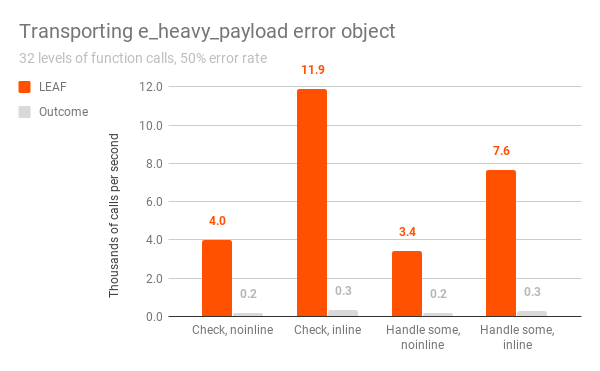 Transporting e_heavy_payload error object
32 levels of function calls, 50% error rate
LEAF
Outcome
Thousands of calls per second
12.0
10.0
8.0
6.0
4.0
2.0
0.0
4.0
0.2
11.9
0.3
3.4
0.2
7.6
0.3
Check, noinline
Check, inline
Handle some,
noinline
Handle some,
inline